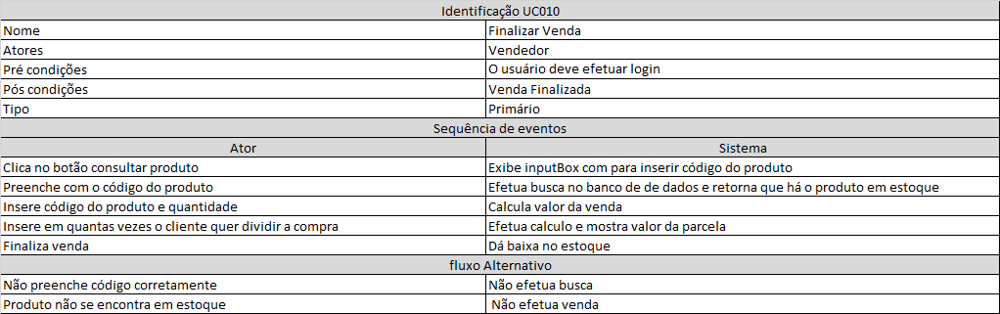 Identificação UC010
Nome Finalizar Venda
Atores Vendedor
Pré condições O usuário deve efetuar login
Pós condições Venda Finalizada
Tipo Primário
Sequência de eventos
Ator Sistema
Clica no botão consultar produto Exibe inputBox com para inserir código do produto
Preenche com o código do produto Efetua busca no banco de de dados e retorna que há o produto em estoque
Insere código do produto e quantidade Calcula valor da venda
Insere em quantas vezes o cliente quer dividir a compra Efetua calculo e mostra valor da parcela
Finaliza venda Dá baixa no estoque
fluxo Alternativo
Não preenche código corretamente Não efetua busca
Produto não se encontra em estoque Não efetua venda